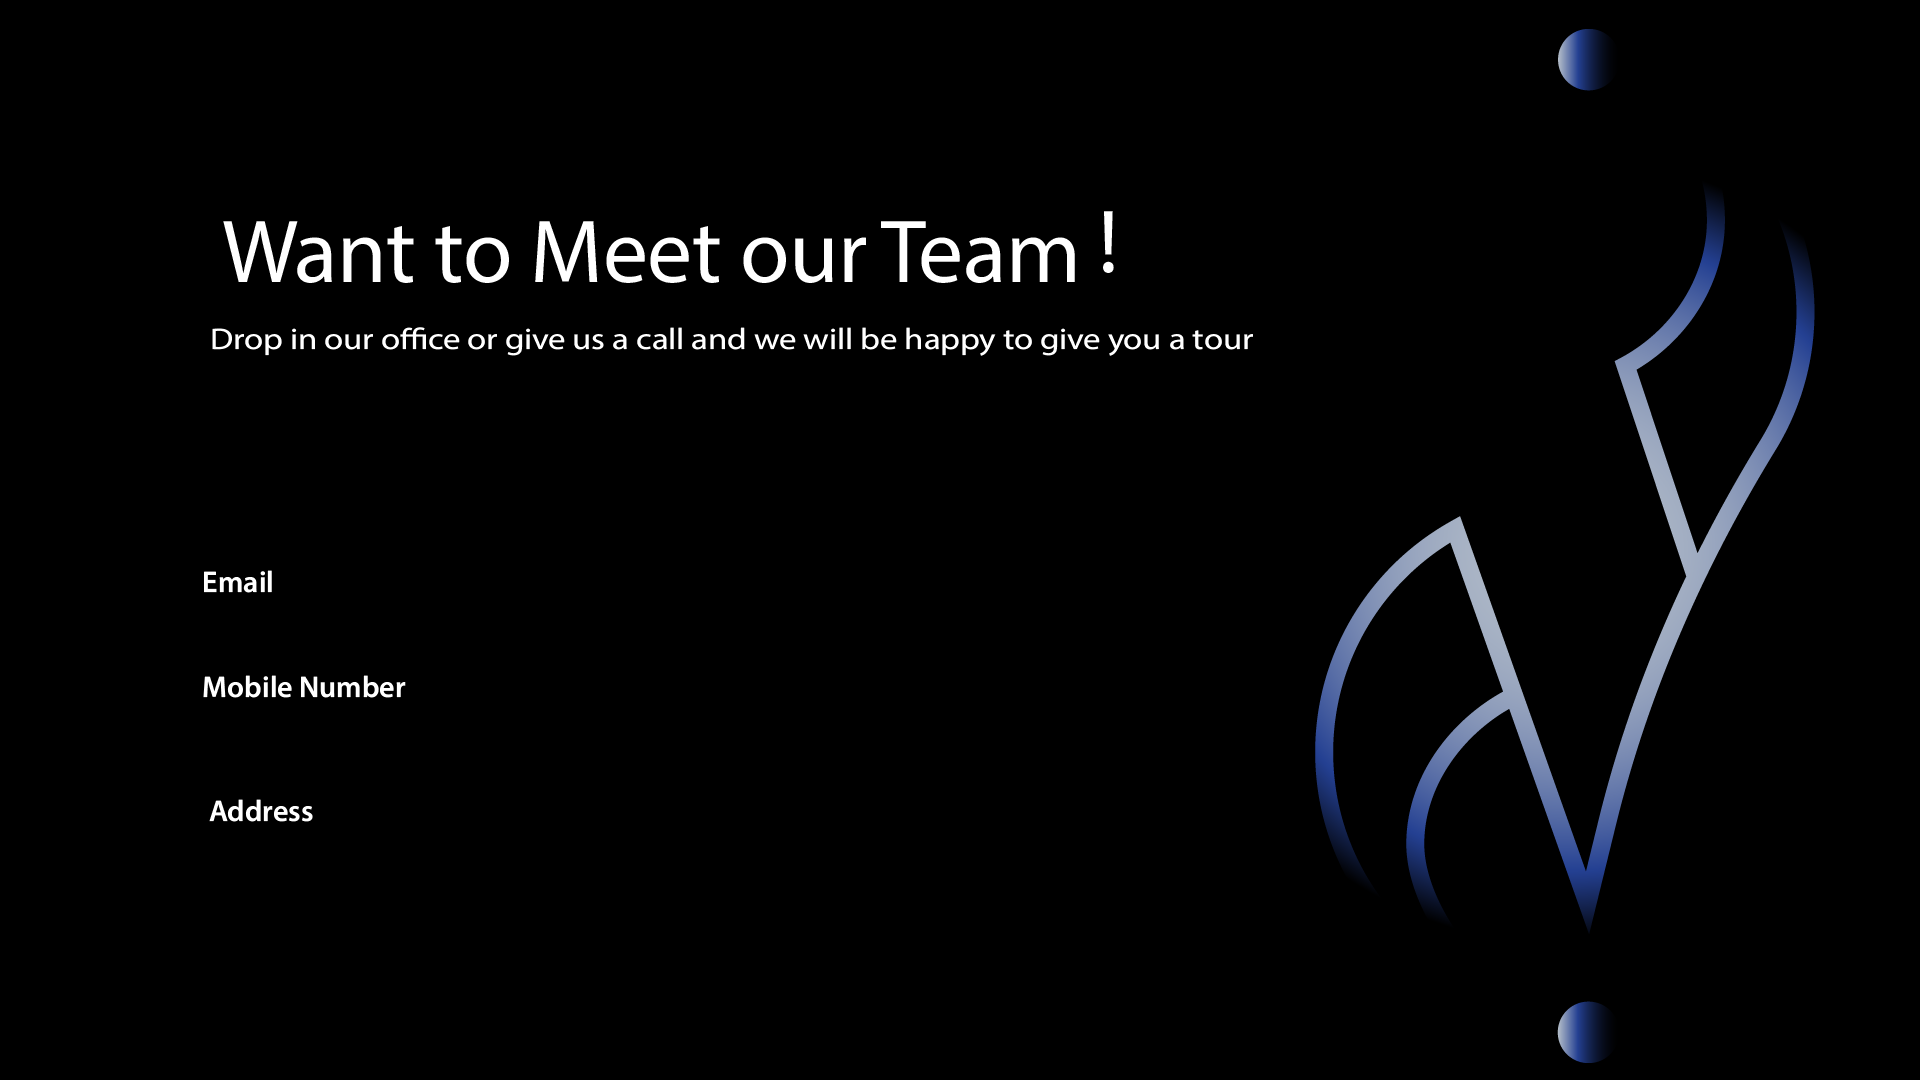 Want to Meet our Team !
Drop in our office or give us a call and we will be happy to give you a tour
Email
Mobile Number
Address